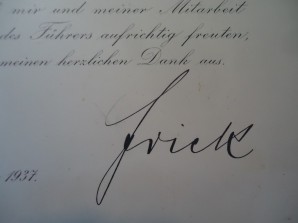 mir und meiner Mitarbeit
des Führers aufrichtig freuten,
meinen herzlichen Dank aus.
Frick
1937.